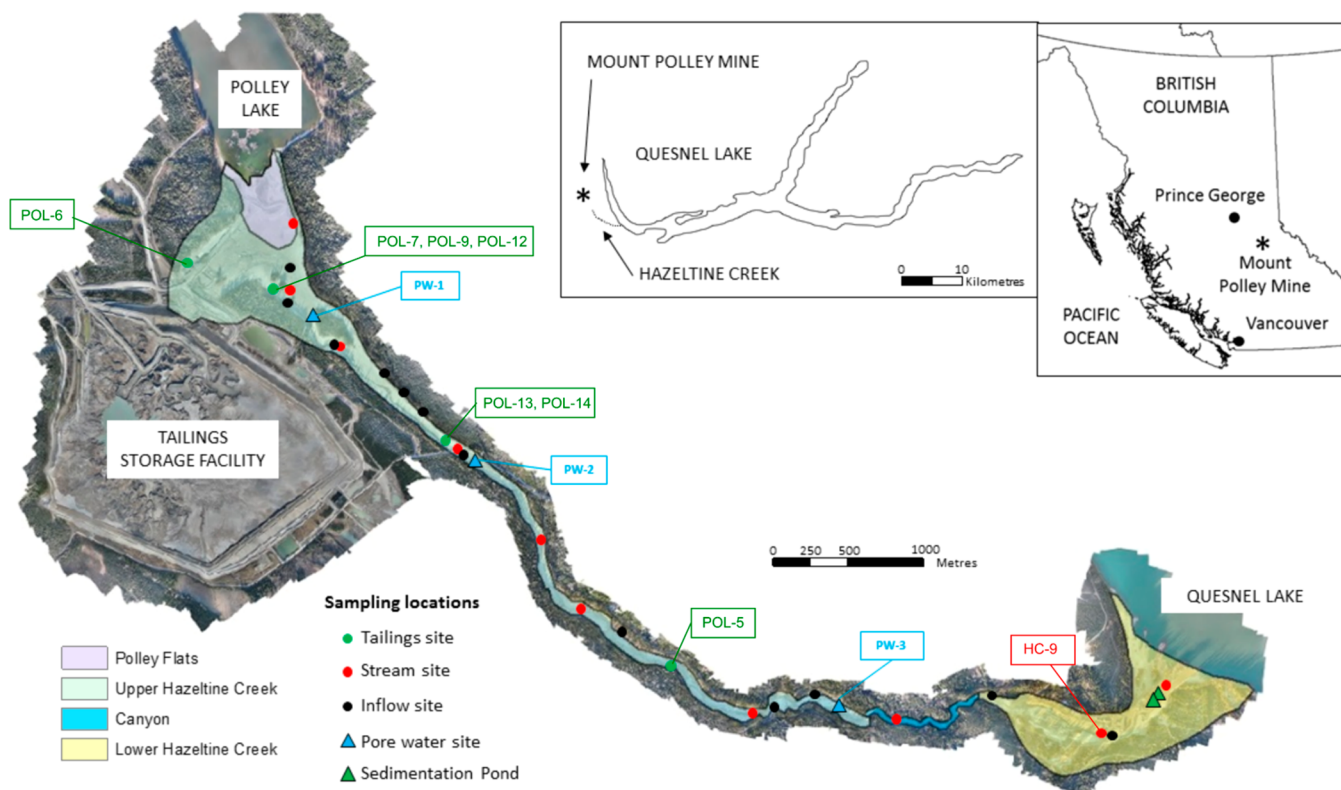 POLLEY
LAKE
POL-6
POL-7, POL-9, POL-12
PW-1
POL-13, POL-14
PW-2
TAILINGS
STORAGE FACILITY
POL-5
PW-3
HC-9
QUESNEL LAKE
0 250 500 1000
Metres
MOUNT POLLEY MINE
QUESNEL LAKE
*
HAZELTINE CREEK
0 10
Kilometres
BRITISH
COLUMBIA
Prince George
*
Mount
Polley Mine
PACIFIC
OCEAN
Vancouver
Polley Flats
Upper Hazeltine Creek
Canyon
Lower Hazeltine Creek
Sampling locations
Tailings site
Stream site
Inflow site
Pore water site
Sedimentation Pond